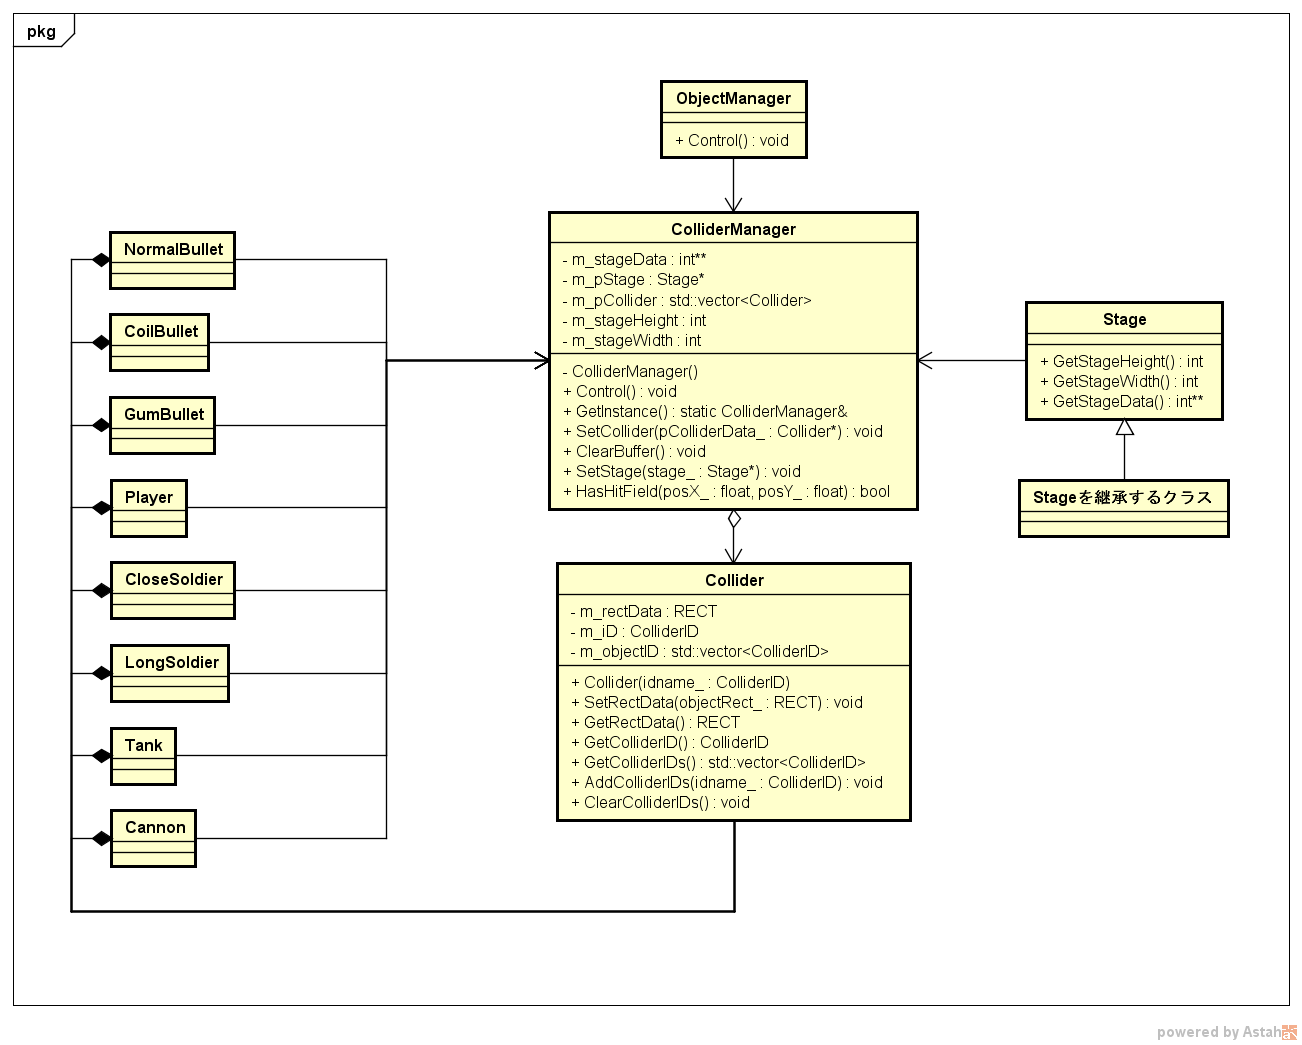 pkg
ObjectManager
+ Control() : void
ColliderManager
- m_stageData : int**
- m_pStage : Stage*
- m_pCollider : std::vector<Collider>
- m_stageHeight : int
- m_stageWidth : int
- ColliderManager()
+ Control() : void
+ GetInstance() : static ColliderManager&
+ SetCollider(pColliderData_ : Collider*) : void
+ ClearBuffer() : void
+ SetStage(stage_ : Stage*) : void
+ HasHitField(posX_ : float, posY_ : float) : bool
NormalBullet
CoilBullet
GumBullet
Player
CloseSoldier
LongSoldier
Tank
Cannon
Stage
+ GetStageHeight() : int
+ GetStageWidth() : int
+ GetStageData() : int**
Stageを継承するクラス
Collider
- m_rectData : RECT
- m_iD : ColliderID
- m_objectID : std::vector<ColliderID>
+ Collider(idname_ : ColliderID)
+ SetRectData(objectRect_ : RECT) : void
+ GetRectData() : RECT
+ GetColliderID() : ColliderID
+ GetColliderIDs() : std::vector<ColliderID>
+ AddColliderIDs(idname_ : ColliderID) : void
+ ClearColliderIDs() : void
powered by Astah